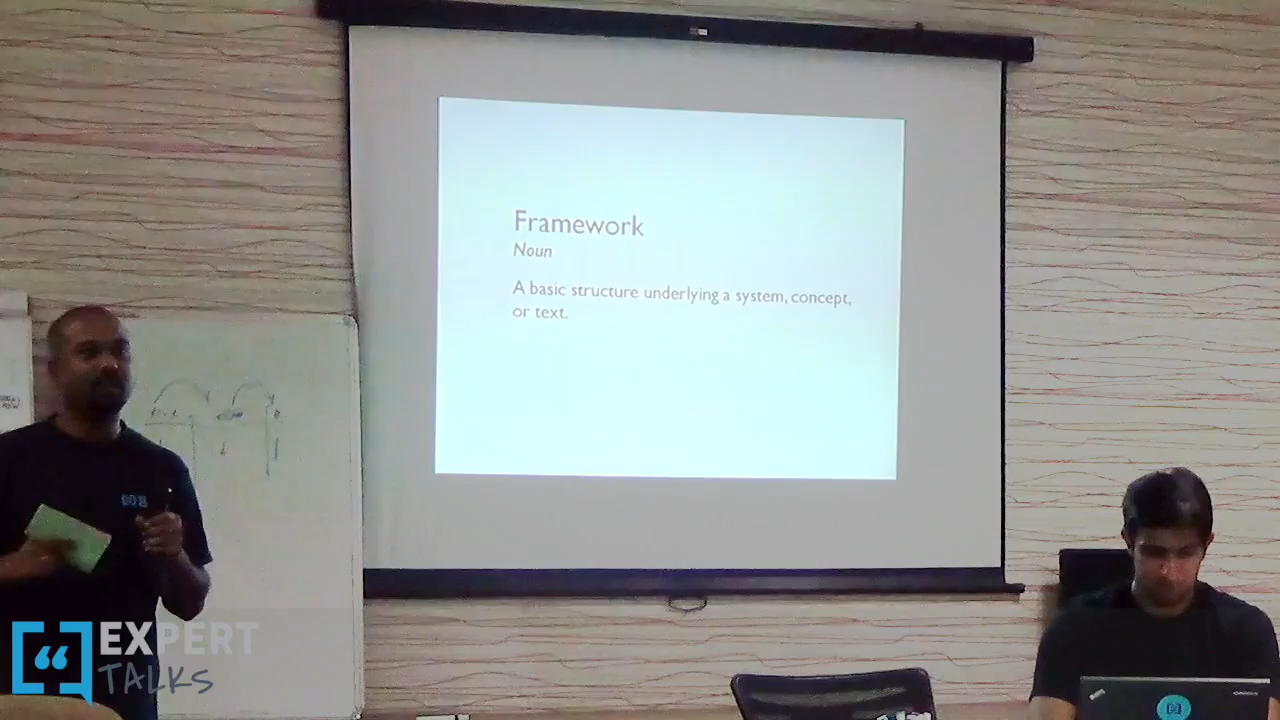 Framework
Noun
A basic structure underlying a system, concept,
or text.
EXPERT
TALKS